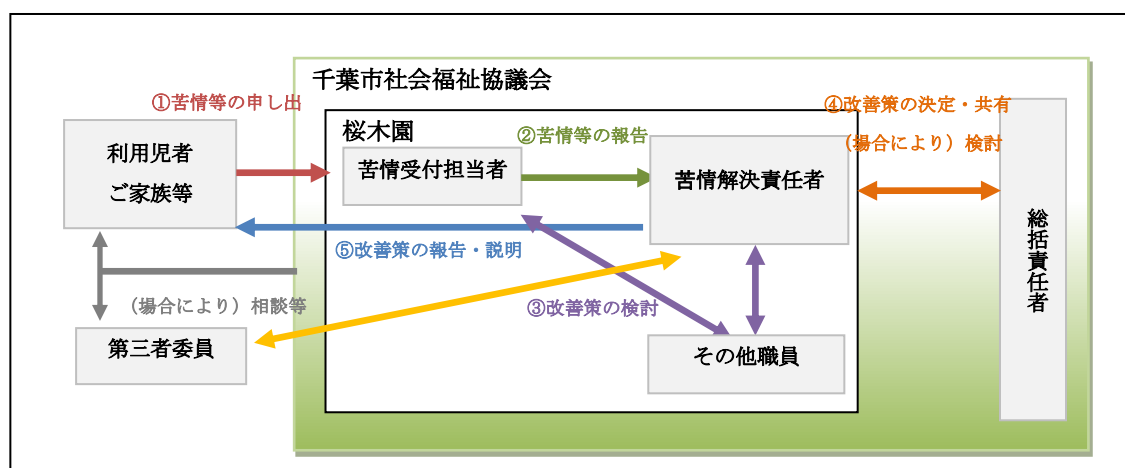 千葉市社会福祉協議会
①苦情等の申し出
④改善策の決定・共有
（場合により）検討
桜木園
②苦情等の報告
利用児者
ご家族等
苦情受付担当者
苦情解決責任者
総括責任者
⑤改善策の報告・説明
（場合により）相談等
③改善策の検討
第三者委員
その他職員